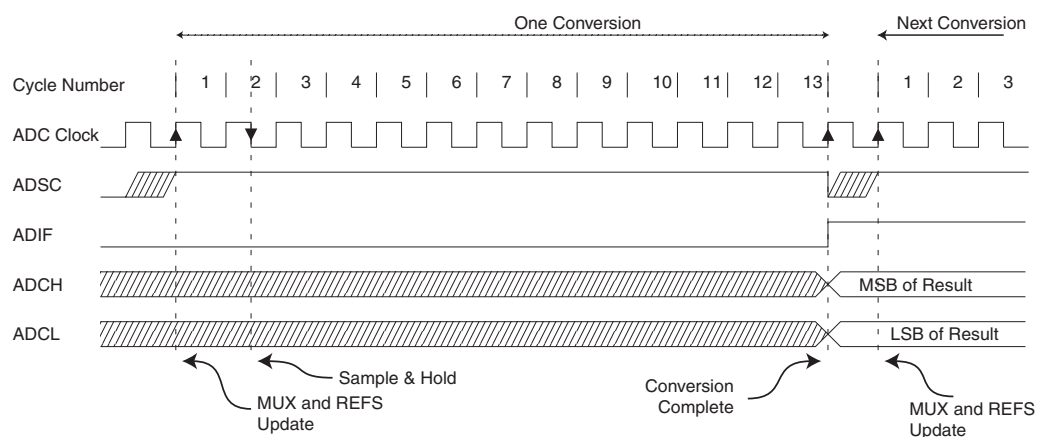 One Conversion Next Conversion
Cycle Number 1 2 3 4 5 6 7 8 9 10 11 12 13 1 2 3
ADC Clock
ADSC
ADIF
ADCH MSB of Result
ADCL LSB of Result
Sample & Hold
MUX and REFS
Update
Conversion
Complete
MUX and REFS
Update